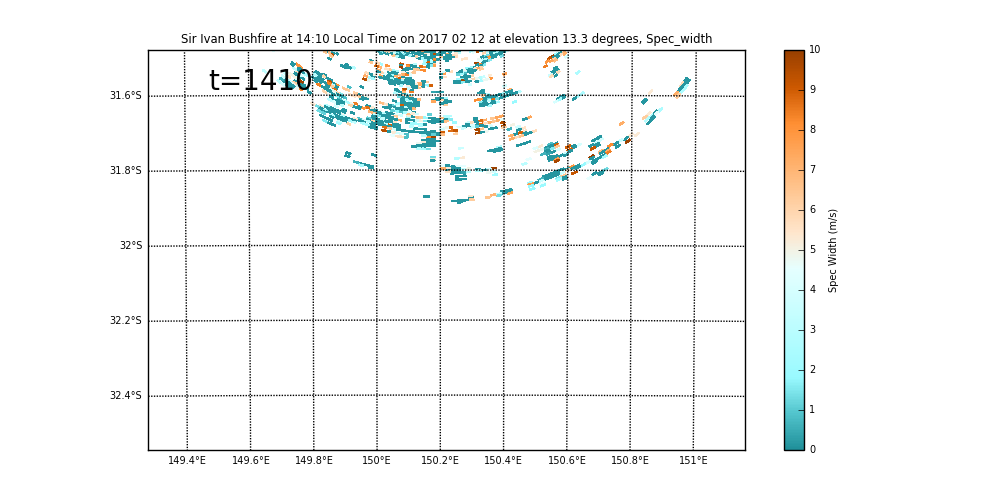 Sir Ivan Bushfire at 14:10 Local Time on 2017 02 12 at elevation 13.3 degrees, Spec_width
t=1410
31.6°S
31.8°S
32°S
32.2°S
32.4°S
149.4°E 149.6°E 149.8°E 150°E 150.2°E 150.4°E 150.6°E 150.8°E 151°E
10
9
8
7
6
5
4
3
2
1
0
Spec Width (m/s)